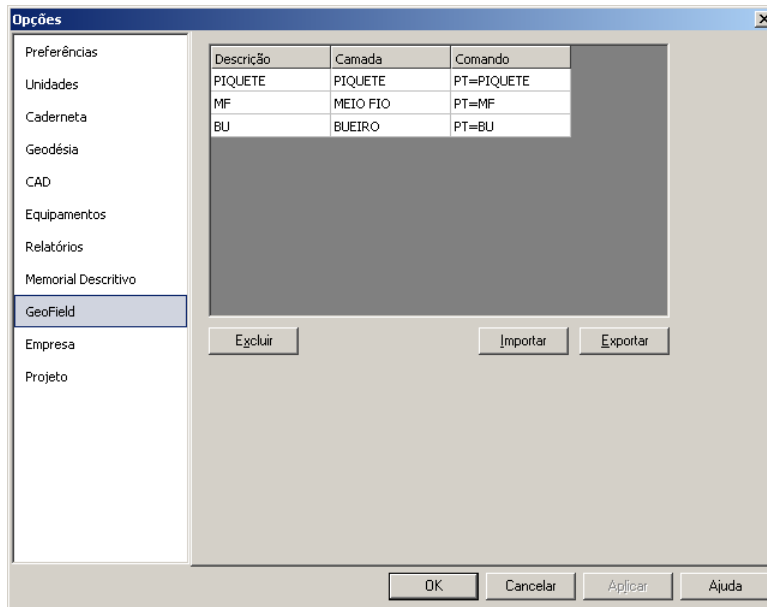 Opções
Preferências
Unidades
Caderneta
Geodésia
CAD
Equipamentos
Relatórios
Memorial Descritivo
GeoField
Empresa
Projeto
Descrição Camada Comando
PIQUETE PIQUETE PT=PIQUETE
MF MEIO FIO PT=MF
BU BUEIRO PT=BU
Excluir Importar Exportar
OK Cancelar Aplicar Ajuda